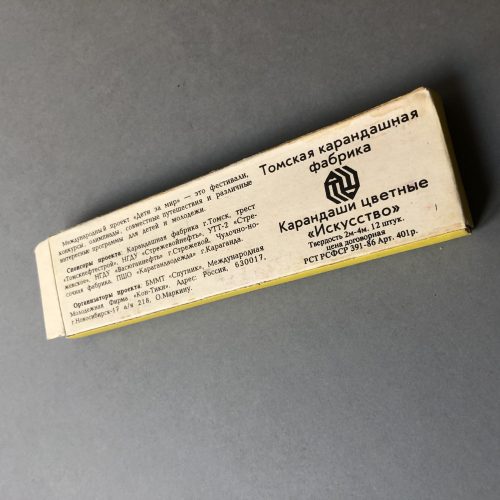 Международный проект «Дети за мир» — это фестивали,
конкурсы, олимпиады, совместные путешествия и различные
интересные программы для детей и молодежи.
Спонсоры проекта: Карандашная фабрика г.Томск, трест
«Томскнефтестрой», НГДУ «Стрежевойнефть», УТТ-2 «Стре-
жевского», НГДУ «Васюганнефть» г Стрежевой, Чулочно-но-
сочная фабрика, ПШО «Карагандаодежда» г.Караганда.
Организаторы проекта: БММТ «Спутник», Международная
Молодежная Фирма «Кон-Тики». Адрес: Россия, 630017,
г.Новосибирск-17 а/я 218, О.Маркину.
Томская карандашная
фабрика
Карандаши цветные
«Искусство»
Твердость 2м-4м, 12 штук.
цена договорная
РСТ РСФСР 391-86 Арт. 401р.